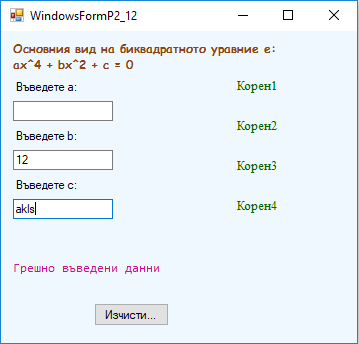 WindowsFormP2_12
Основния вид на биквадратното уравние е:
ax^4 + bx^2 + c = 0
Въведете a:
Корен1
Корен2
Въведете b:
12
Корен3
Въведете c:
akls
Корен4
Грешно въведени данни
Изчисти...